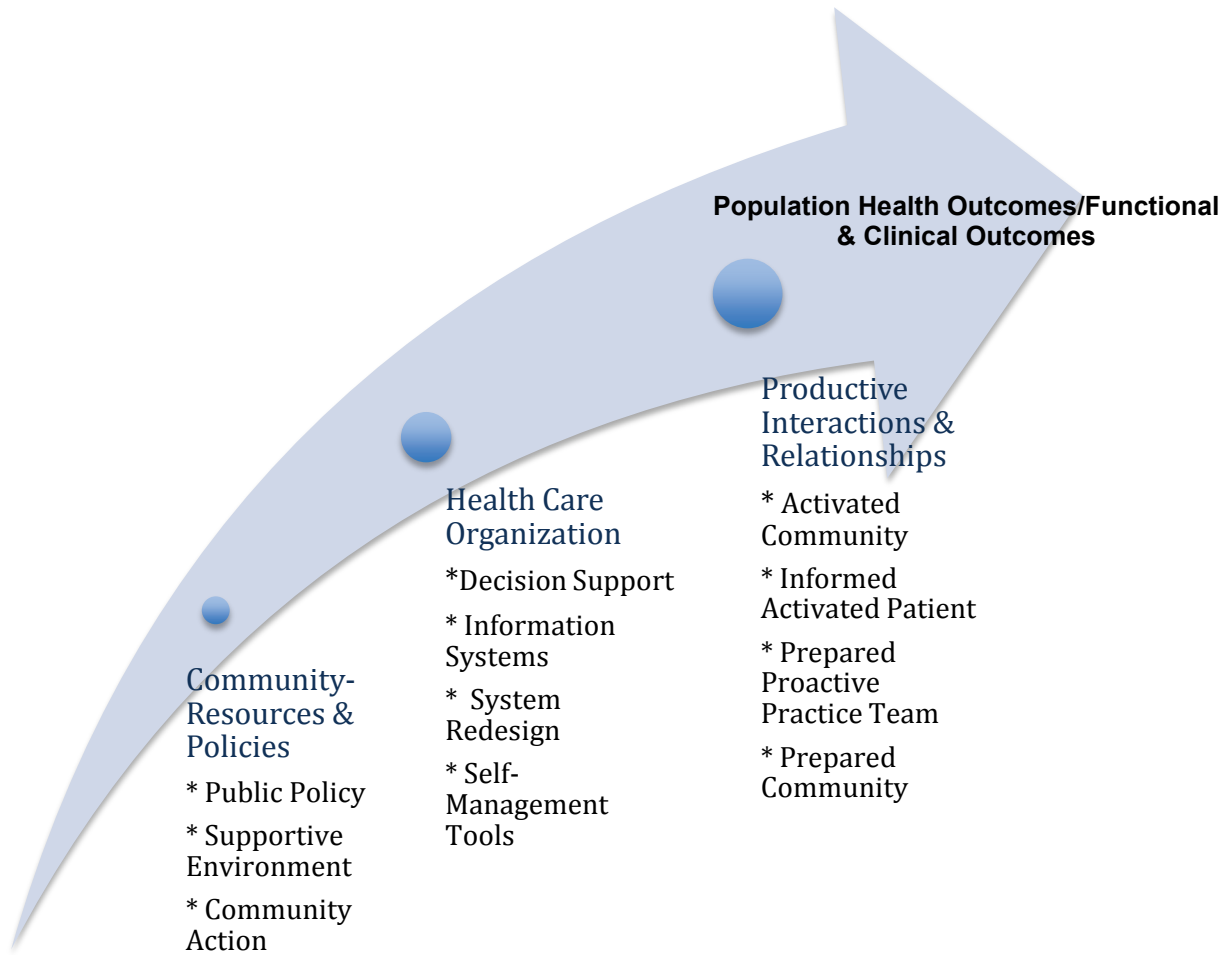 Population Health Outcomes/Functional
& Clinical Outcomes
Productive
Interactions &
Relationships
* Activated
Community
* Informed
Activated Patient
* Prepared
Proactive
Practice Team
* Prepared
Community
Health Care
Organization
*Decision Support
* Information
Systems
* System
Redesign
* Self-
Management
Tools
Community-
Resources &
Policies
* Public Policy
* Supportive
Environment
* Community
Action